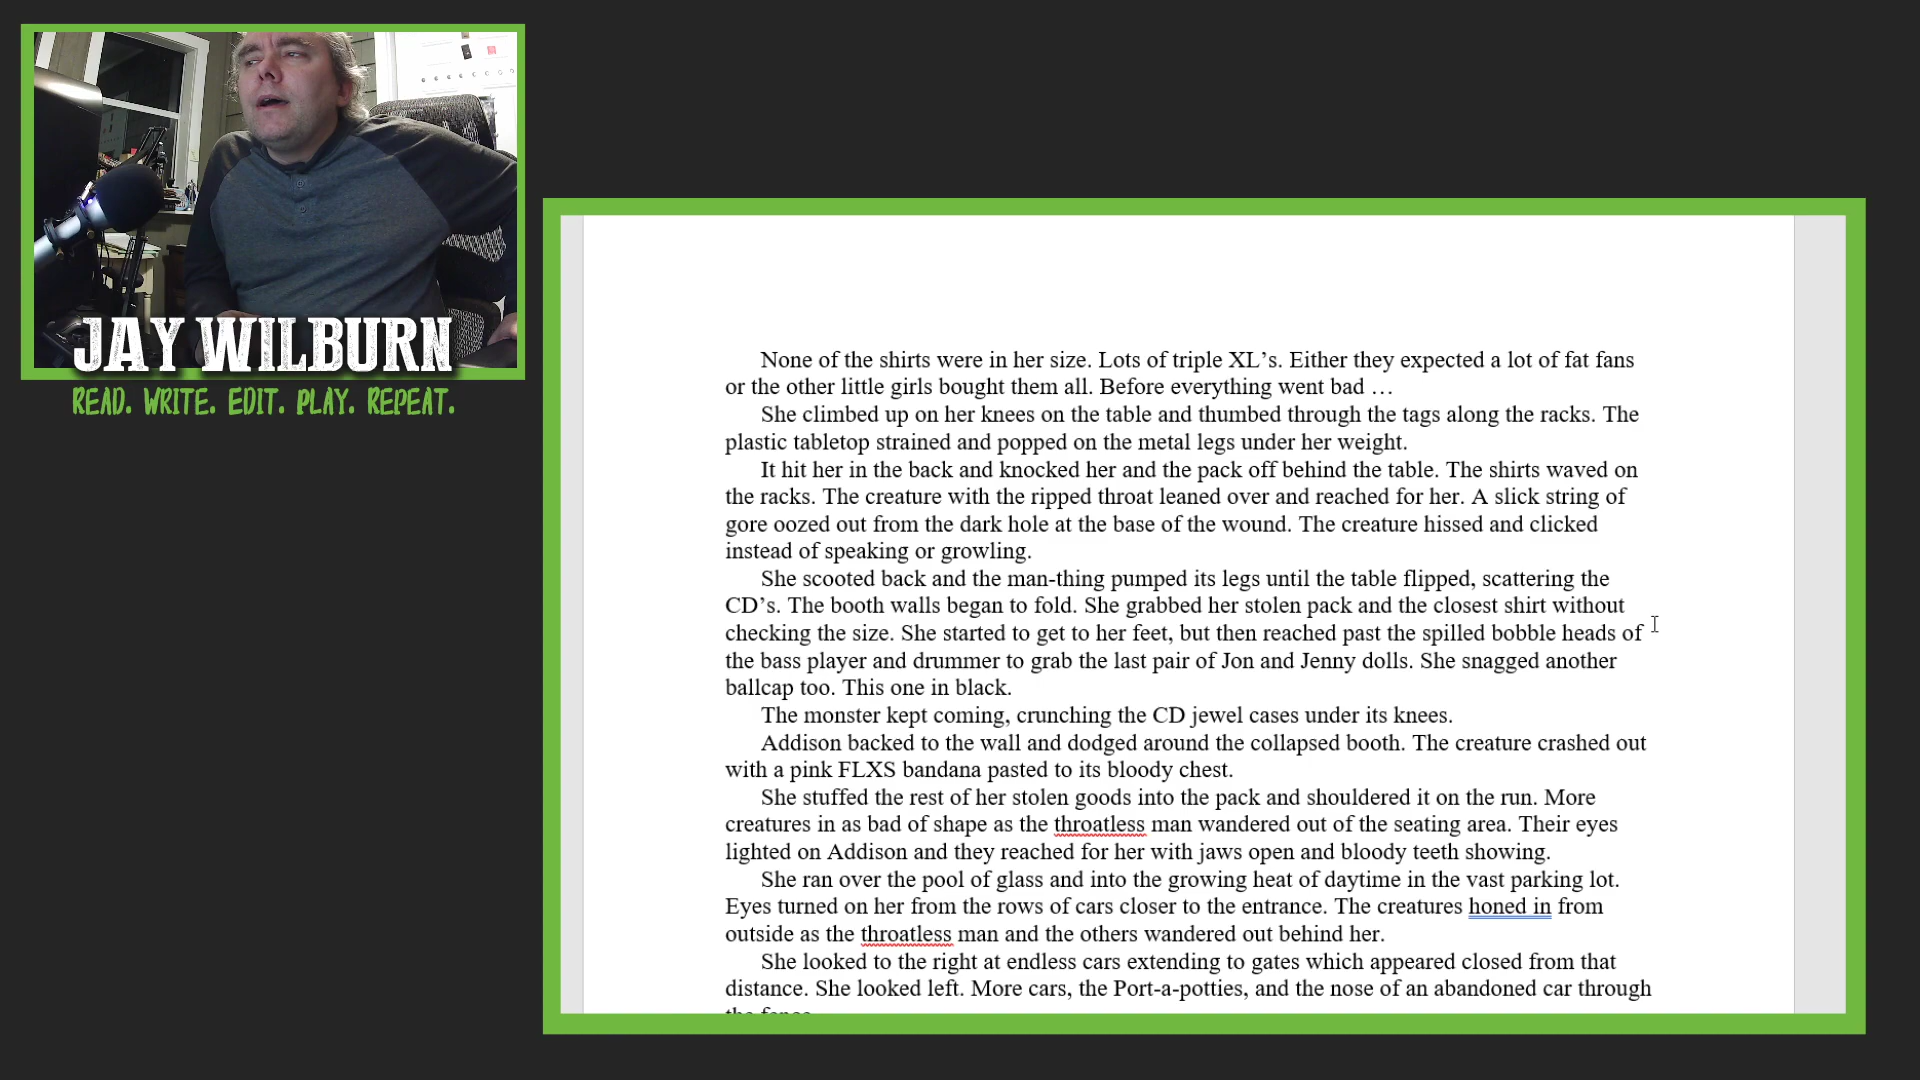 JAY WILBURN
READ. WRITE. EDIT. PLAY. REPEAT.
None of the shirts were in her size. Lots of triple XL’s. Either they expected a lot of fat fans
or the other little girls bought them all. Before everything went bad …
She climbed up on her knees on the table and thumbed through the tags along the racks. The
plastic tabletop strained and popped on the metal legs under her weight.
It hit her in the back and knocked her and the pack off behind the table. The shirts waved on
the racks. The creature with the ripped throat leaned over and reached for her. A slick string of
gore oozed out from the dark hole at the base of the wound. The creature hissed and clicked
instead of speaking or growling.
She scooted back and the man-thing pumped its legs until the table flipped, scattering the
CD’s. The booth walls began to fold. She grabbed her stolen pack and the closest shirt without
checking the size. She started to get to her feet, but then reached past the spilled bobble heads of
the bass player and drummer to grab the last pair of Jon and Jenny dolls. She snagged another
ballcap too. This one in black.
The monster kept coming, crunching the CD jewel cases under its knees.
Addison backed to the wall and dodged around the collapsed booth. The creature crashed out
with a pink FLXS bandana pasted to its bloody chest.
She stuffed the rest of her stolen goods into the pack and shouldered it on the run. More
creatures in as bad of shape as the throatless man wandered out of the seating area. Their eyes
lighted on Addison and they reached for her with jaws open and bloody teeth showing.
She ran over the pool of glass and into the growing heat of daytime in the vast parking lot.
Eyes turned on her from the rows of cars closer to the entrance. The creatures honed in from
outside as the throatless man and the others wandered out behind her.
She looked to the right at endless cars extending to gates which appeared closed from that
distance. She looked left. More cars, the Port-a-potties, and the nose of an abandoned car through
the fence